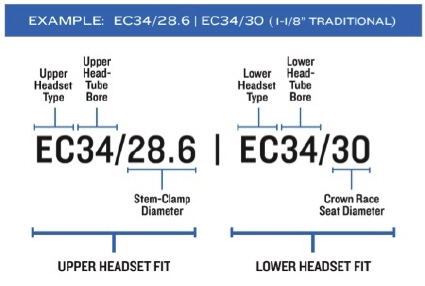 EXAMPLE: EC34/28.6 | EC34/30 (1-1/8" TRADITIONAL)
Upper
Headset
Type
Upper
Head-
Tube
Bore
Lower
Headset
Type
Lower
Head-
Tube
Bore
EC34/28.6 | EC34/30
Stem-Clamp
Diameter
Crown Race
Seat Diameter
UPPER HEADSET FIT
LOWER HEADSET FIT